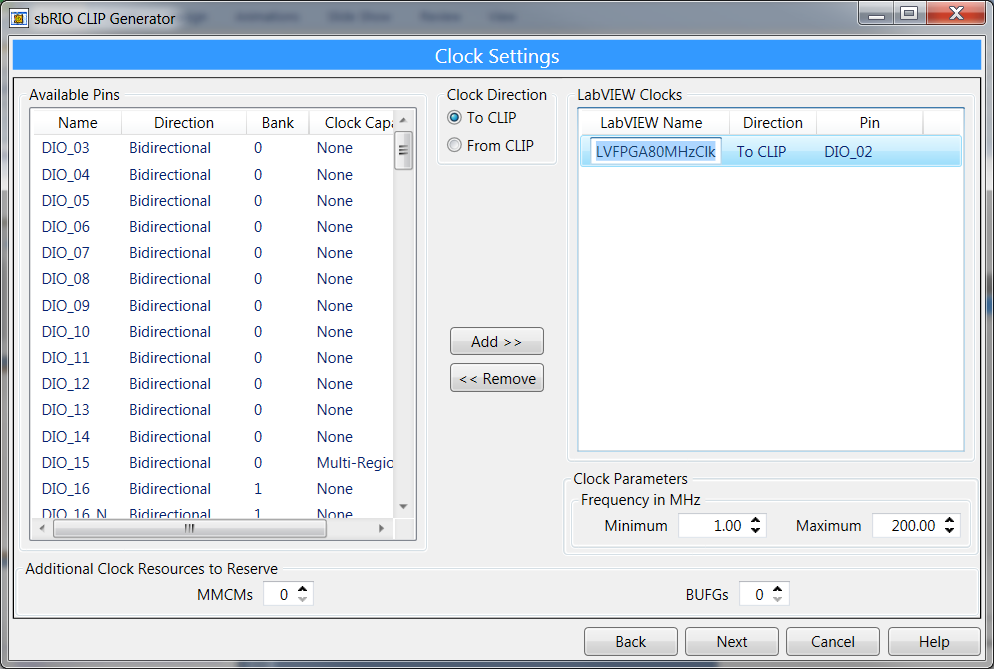 sbRIO CLIP Generator
Clock Settings
Available Pins
Name Direction Bank Clock Capa
DIO_03 Bidirectional 0 None
DIO_04 Bidirectional 0 None
DIO_05 Bidirectional 0 None
DIO_06 Bidirectional 0 None
DIO_07 Bidirectional 0 None
DIO_08 Bidirectional 0 None
DIO_09 Bidirectional 0 None
DIO_10 Bidirectional 0 None
DIO_11 Bidirectional 0 None
DIO_12 Bidirectional 0 None
DIO_13 Bidirectional 0 None
DIO_14 Bidirectional 0 None
DIO_15 Bidirectional 0 Multi-Regio
DIO_16 Bidirectional 1 None
DIO_16_N Bidirectional 1 None
Clock Direction
To CLIP
From CLIP
Add >>
<< Remove
LabVIEW Clocks
LabVIEW Name Direction Pin
LVFPGA80MHzClk To CLIP DIO_02
Clock Parameters
Frequency in MHz
Minimum 1.00 Maximum 200.00
Additional Clock Resources to Reserve
MMCMs 0 BUFGs 0
Back Next Cancel Help